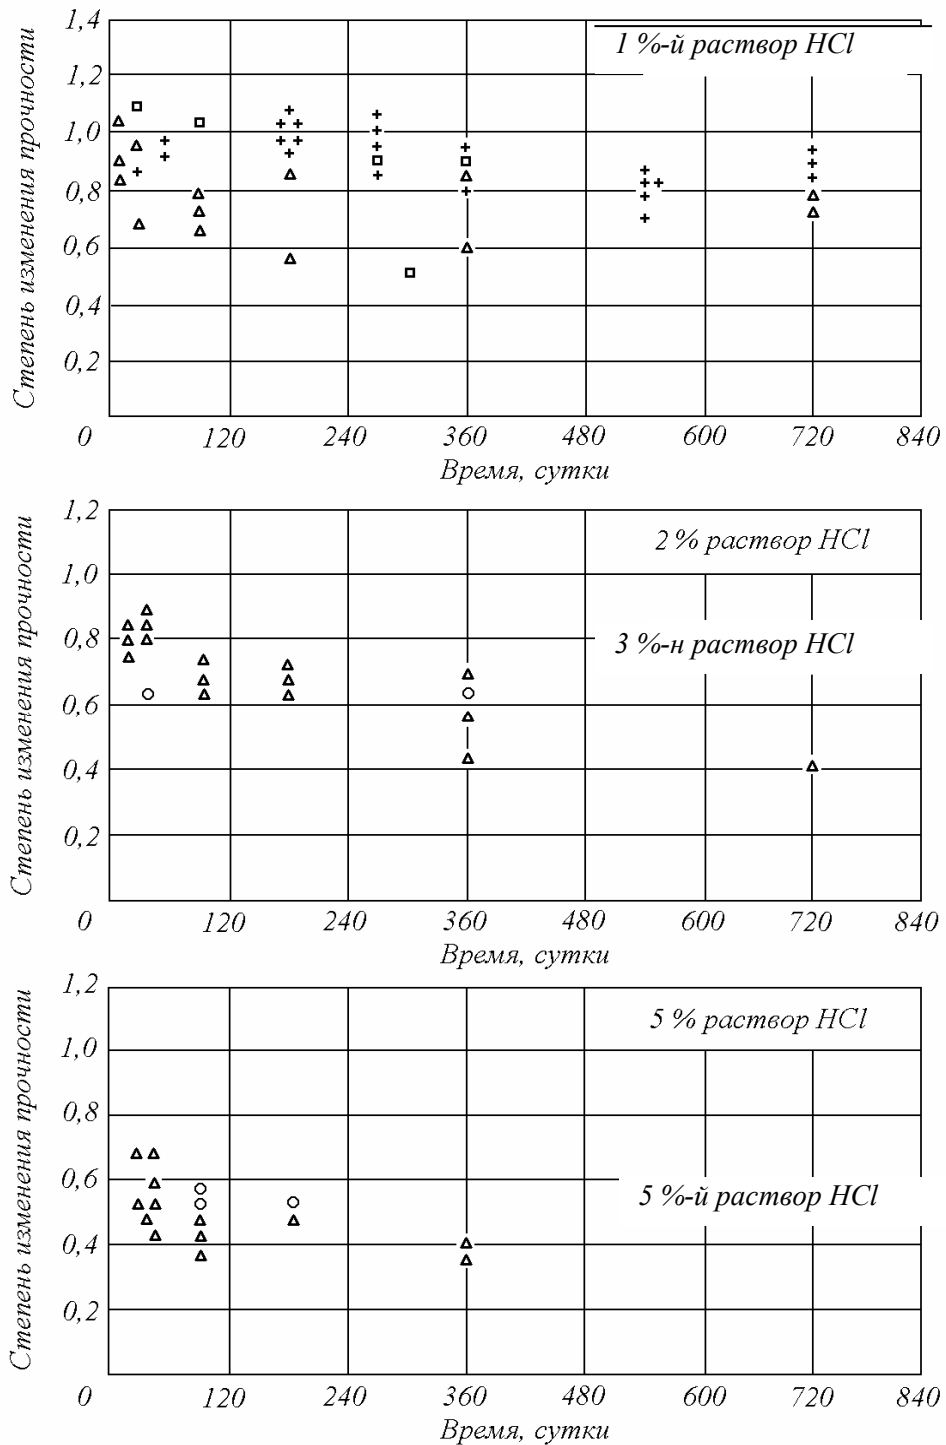 Степень изменения прочности
1,4
1,2
1,0
0,8
0,6
0,4
0,2
1 %-й раствор HCl
0 120 240 360 480 600 720 840
Время, сутки
Степень изменения прочности
1,2
1,0
0,8
0,6
0,4
0,2
2 % раствор HCl
3 %-н раствор HCl
0 120 240 360 480 600 720 840
Время, сутки
Степень изменения прочности
1,2
1,0
0,8
0,6
0,4
0,2
5 % раствор HCl
5 %-й раствор HCl
0 120 240 360 480 600 720 840
Время, сутки